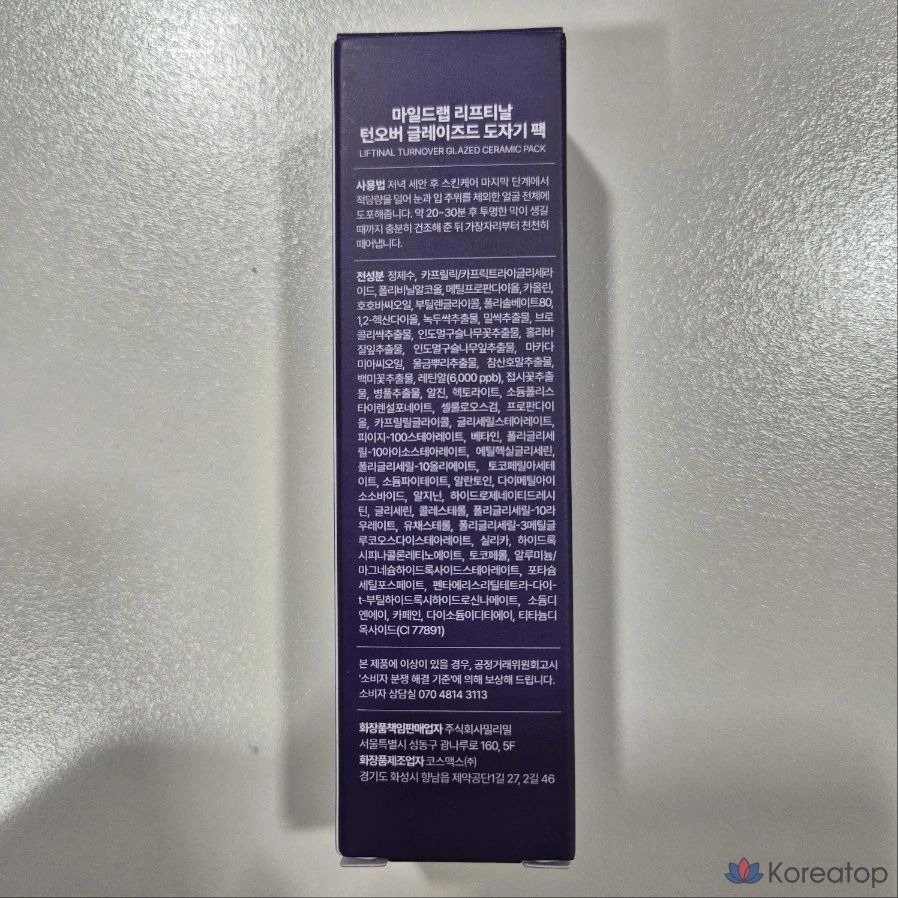 마일드랩 리프티날
턴오버 글레이즈드 도자기 팩
LIFTINAL TURNOVER GLAZED CERAMIC PACK
사용법 저녁 세안 후 스킨케어 마지막 단계에서
적당량을 덜어 눈과 입 주위를 제외한 얼굴 전체에
도포해줍니다. 약 20~30분 후 투명한 막이 생길
때까지 충분히 건조해 준 뒤 가장자리부터 천천히
떼어냅니다.
전성분 정제수, 카프릴릭/카프릭트라이글리세라
이드, 폴리비닐알코올, 메틸프로판다이올, 카올린,
호호바씨오일, 부틸렌글라이콜, 폴리솔베이트80,
1,2-헥산다이올, 녹두싹추출물, 밀싹추출물, 브로
콜리싹추출물, 인도멀구슬나무꽃추출물, 홀리바
질잎추출물, 인도멀구슬나무잎추출물, 마카다
미아씨오일, 울금뿌리추출물, 참산호말추출물,
백미꽃추출물, 레틴알(6,000 ppb), 접시꽃추출
물, 병풀추출물, 알진, 헥토라이트, 소듐폴리스
타이렌설포네이트, 셀룰로오스검, 프로판다이
올, 카프릴릴글라이콜, 글리세릴스테아레이트,
피이지-100스테아레이트, 베타인, 폴리글리세
릴-10아이소스테아레이트, 에틸헥실글리세린,
폴리글리세릴-10올리에이트, 토코페릴아세테
이트, 소듐파이테이트, 알란토인, 다이메틸아이
소소바이드, 알지닌, 하이드로제네이티드레시
틴, 글리세린, 콜레스테롤, 폴리글리세릴-10라
우레이트, 유채스테롤, 폴리글리세릴-3메틸글
루코오스다이스테아레이트, 실리카, 하이드록
시피나콜론레티노에이트, 토코페롤, 알루미늄/
마그네슘하이드록사이드스테아레이트, 포타슘
세틸포스페이트, 펜타에리스리틸테트라-다이-
t-부틸하이드록시하이드로신나메이트, 소듐디
엔에이, 카페인, 다이소듐이디티에이, 티타늄디
옥사이드(CI 77891)
본 제품에 이상이 있을 경우, 공정거래위원회고시
'소비자 분쟁 해결 기준'에 의해 보상해 드립니다.
소비자 상담실 070 4814 3113
화장품책임판매업자 주식회사밀리밀
서울특별시 성동구 광나루로 160, 5F
화장품제조업자 코스맥스㈜
경기도 화성시 향남읍 제약공단1길 27, 2길 46
Koreatop